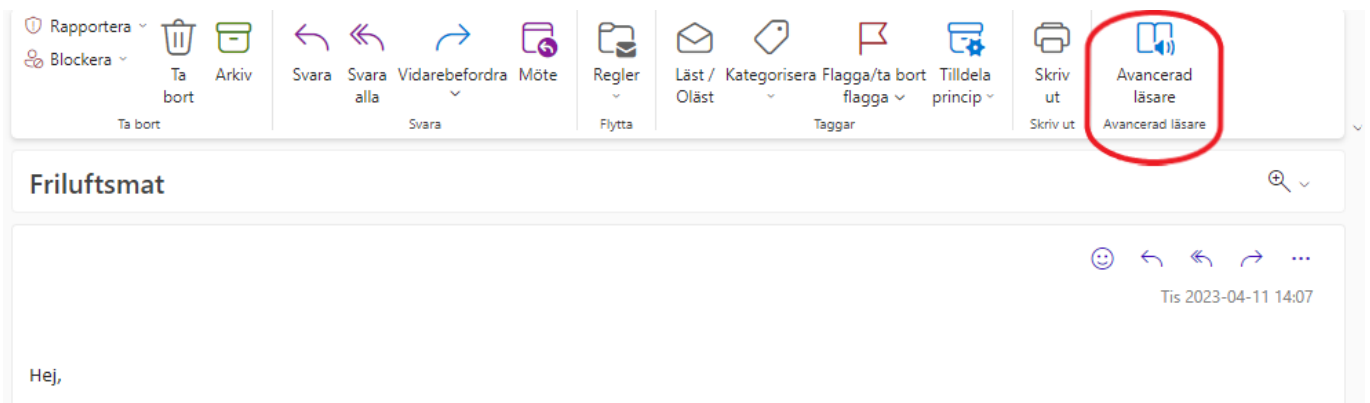 Rapportera
Blockera
Ta bort
Arkiv
Svara
Svara alla
Vidarebefordra
Möte
Regler
Läst / Oläst
Kategorisera
Flagga/ta bort flagga
Tilldela princip
Skriv ut
Avancerad läsare
Ta bort
Svara
Flytta
Taggar
Skriv ut
Avancerad läsare
Friluftsmat
Tis 2023-04-11 14:07
Hej,